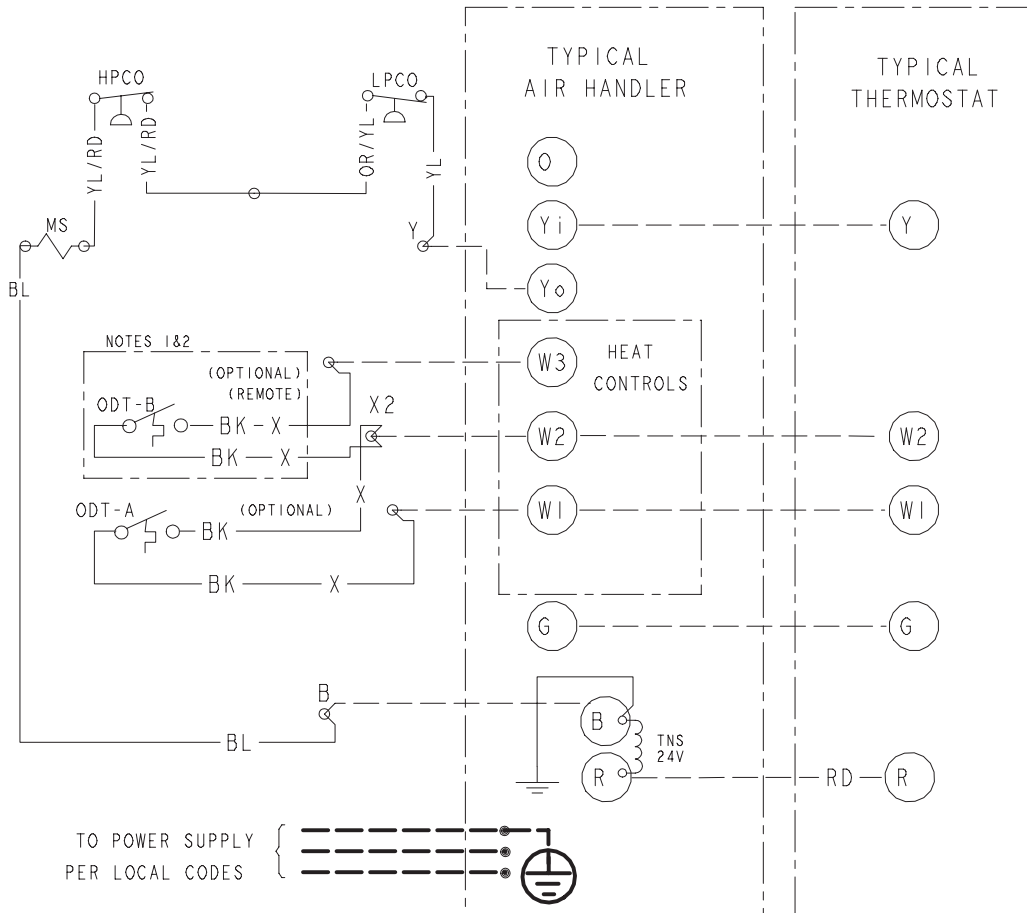 TYPICAL
AIR HANDLER
TYPICAL
THERMOSTAT
HPCO
LPCO
YL/RD
YL/RD
OR/YL
YL
O
MS
Y
Yi
Y
BL
Yo
NOTES 1&2
(OPTIONAL)
(REMOTE)
W3
HEAT
CONTROLS
ODT-B
BK-X
X2
BK
X
W2
W2
X
ODT-A
(OPTIONAL)
BK
W1
W1
BK
X
G
G
B
B
TNS
24V
BL
R
RD
R
TO POWER SUPPLY
PER LOCAL CODES